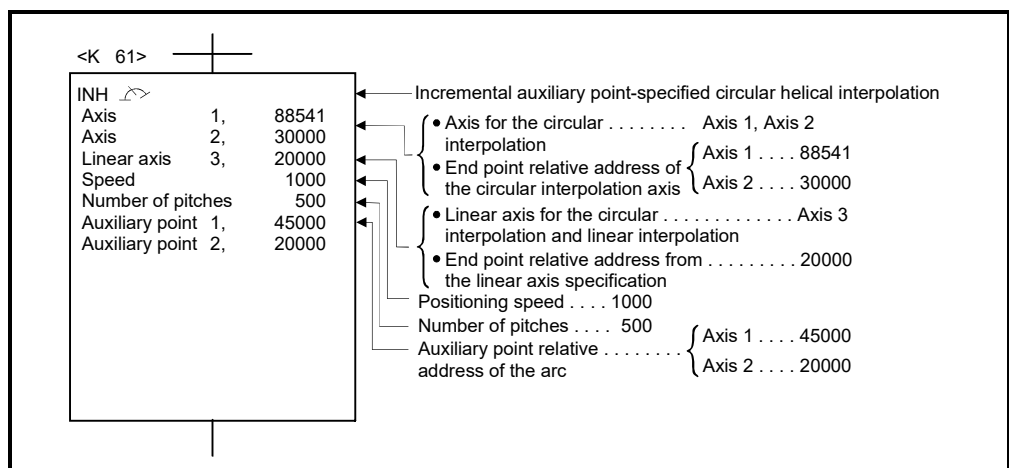 <K 61>
INH
Axis 1, 88541
Axis 2, 30000
Linear axis 3, 20000
Speed 1000
Number of pitches 500
Auxiliary point 1, 45000
Auxiliary point 2, 20000
Incremental auxiliary point-specified circular helical interpolation
• Axis for the circular . . . . . . . . Axis 1, Axis 2
interpolation
• End point relative address of
the circular interpolation axis
Axis 1 . . . . 88541
Axis 2 . . . . 30000
• Linear axis for the circular . . . . . . . . . . . . . Axis 3
interpolation and linear interpolation
• End point relative address from . . . . . . . . . 20000
the linear axis specification
Positioning speed . . . . 1000
Number of pitches . . . . 500
Auxiliary point relative . . . . . . . .
address of the arc
Axis 1 . . . . 45000
Axis 2 . . . . 20000